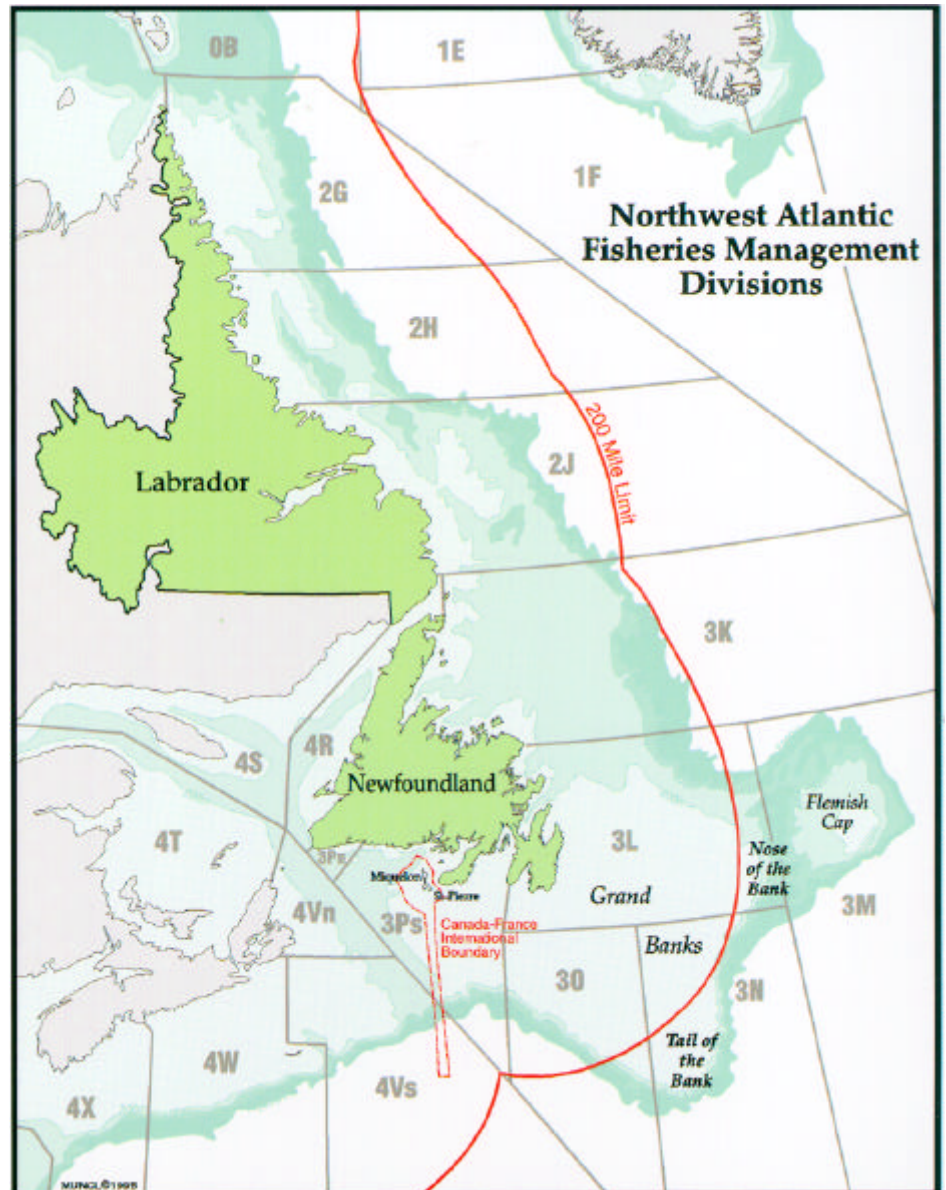 0B
1E
2G
1F
Northwest Atlantic
Fisheries Management
Divisions
2H
200 Mile Limit
2J
Labrador
3K
4R
4S
Newfoundland
Flemish
Cap
4T
3Pn
3L
Nose
of the
Bank
Miquelon
St-Pierre
Grand
3M
4Vn
3Ps
Canada-France
International
Boundary
Banks
3O
3N
Tail of
the
Bank
4W
4Vs
4X
MUNCL©1995